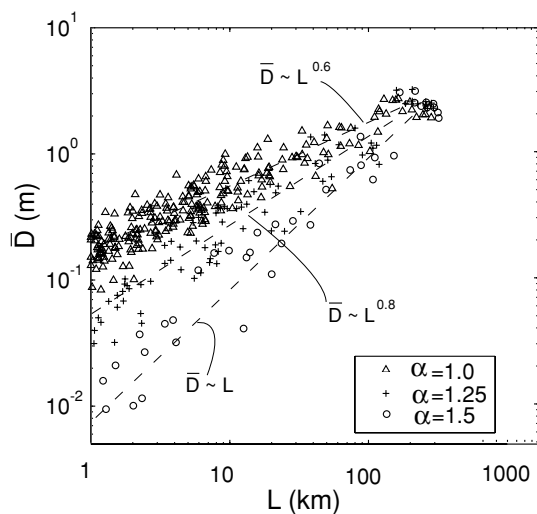 10^1
D̅ ~ L^0.6
10^0
D̅ (m)
10^-1
D̅ ~ L^0.8
D̅ ~ L
△ α=1.0
+ α=1.25
○ α=1.5
10^-2
1 10 100 1000
L (km)